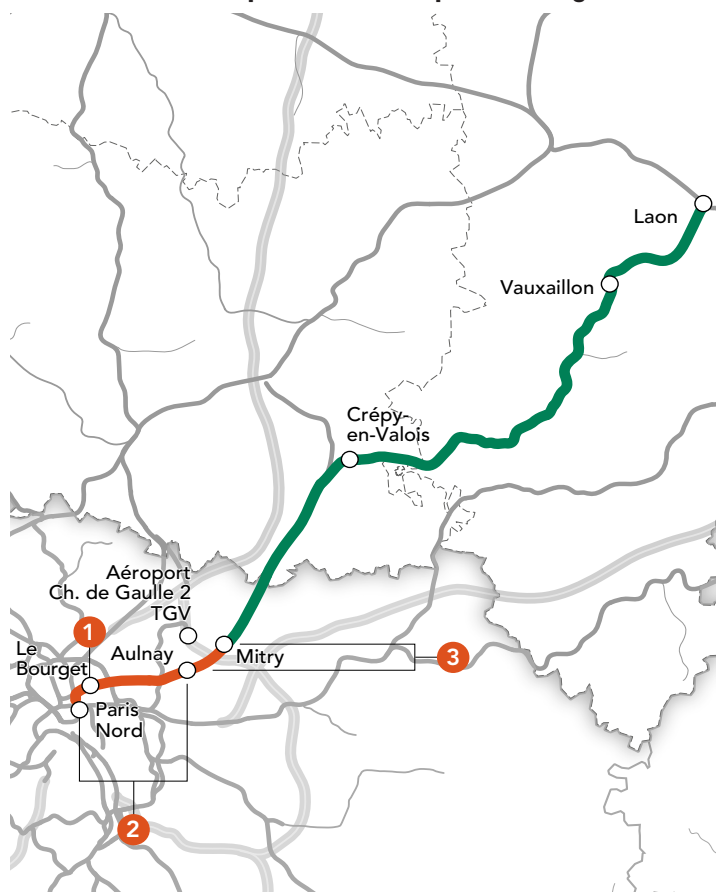 Laon
Vauxaillon
Crépy-
en-Valois
Aéroport
Ch. de Gaulle 2
TGV
1
Le
Bourget
Aulnay
Mitry
3
Paris
Nord
2